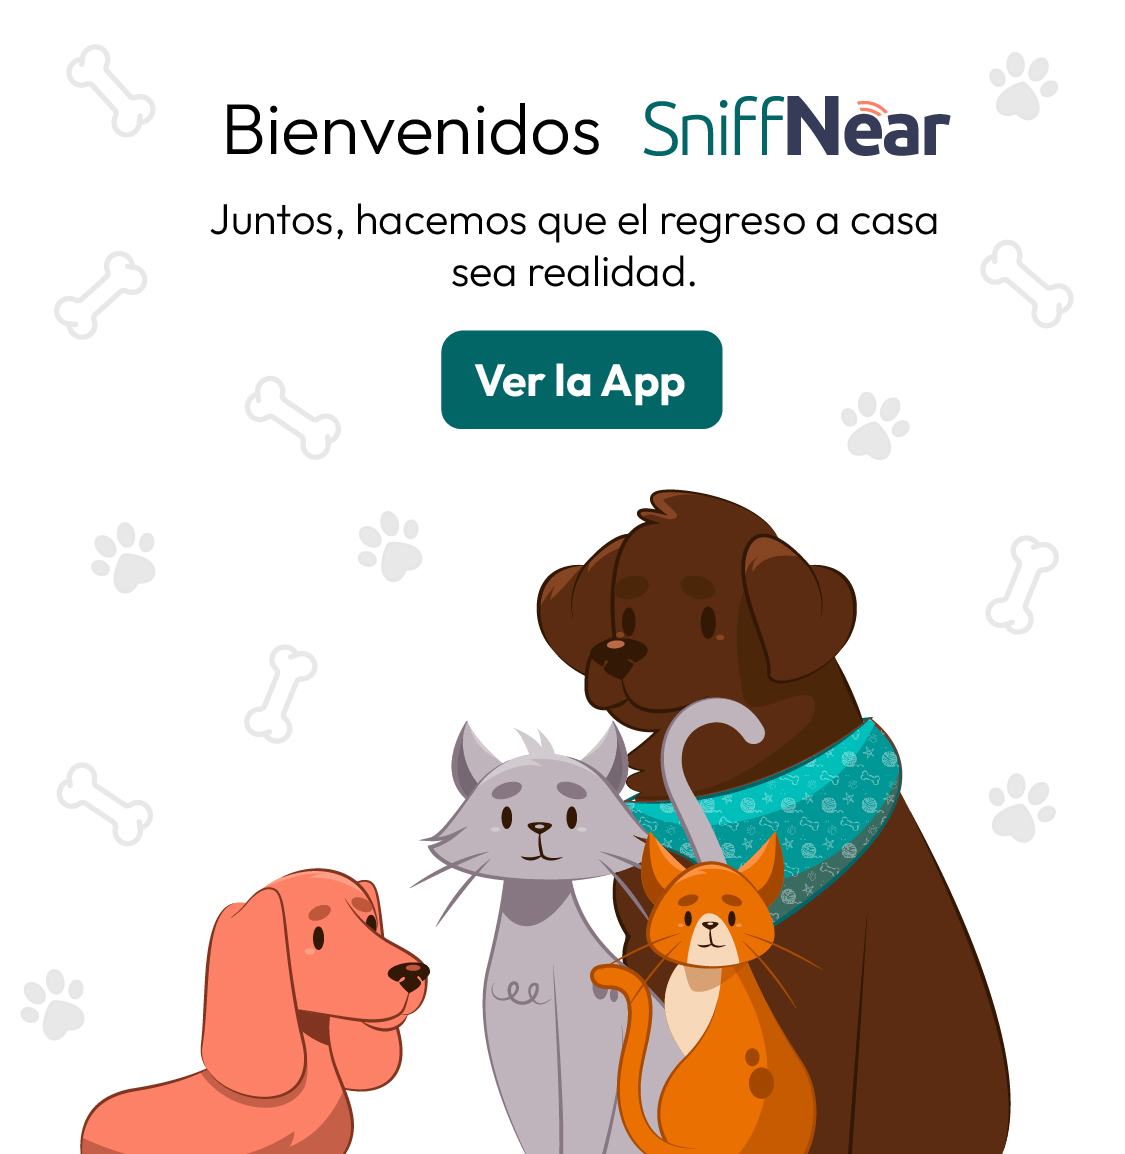 Bienvenidos SniffNear
Juntos, hacemos que el regreso a casa
sea realidad.
Ver la App